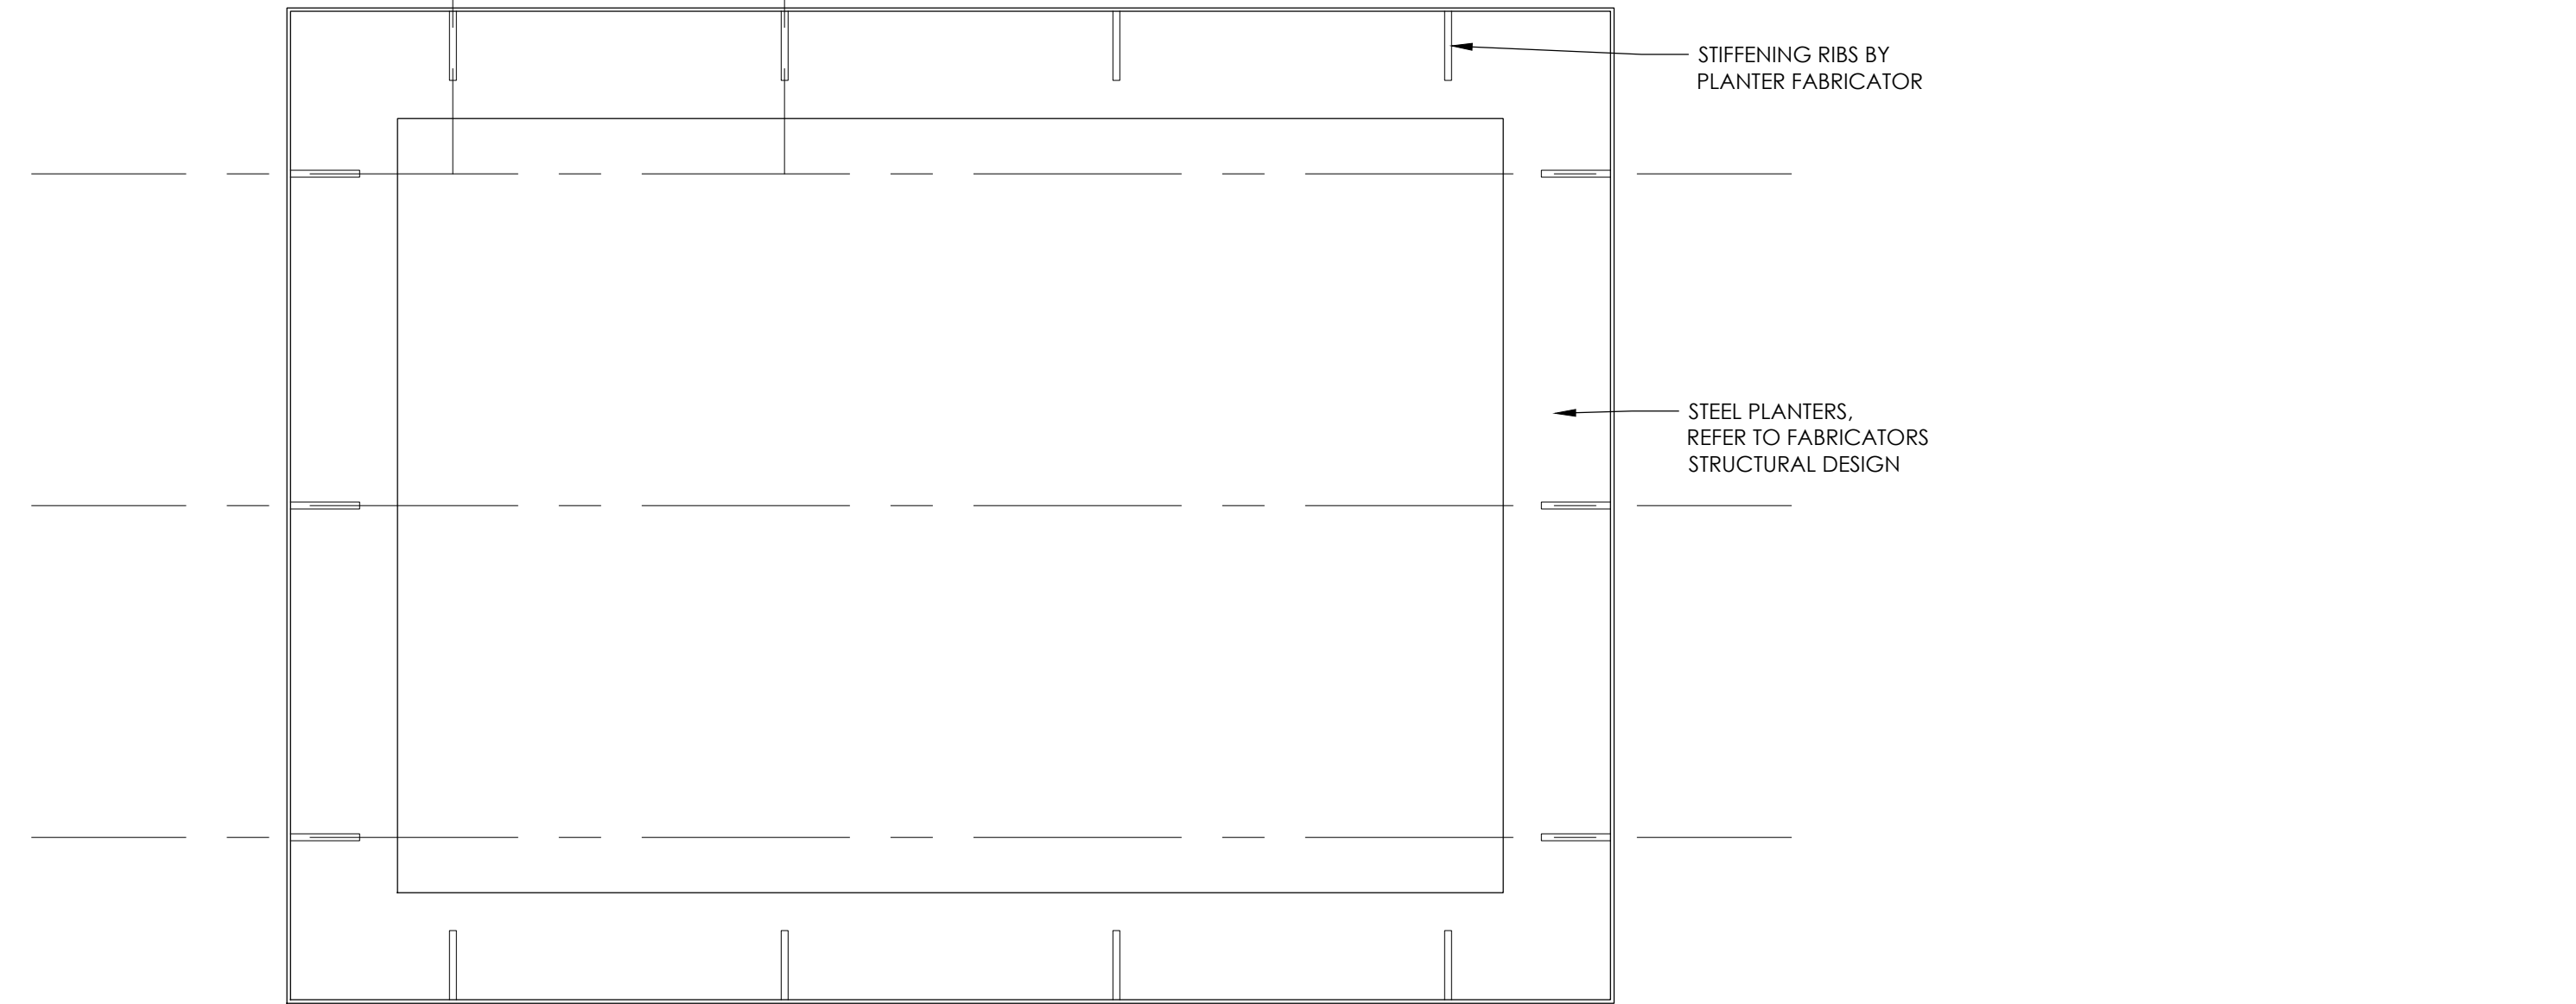 STIFFENING RIBS BY
PLANTER FABRICATOR
STEEL PLANTERS,
REFER TO FABRICATORS
STRUCTURAL DESIGN